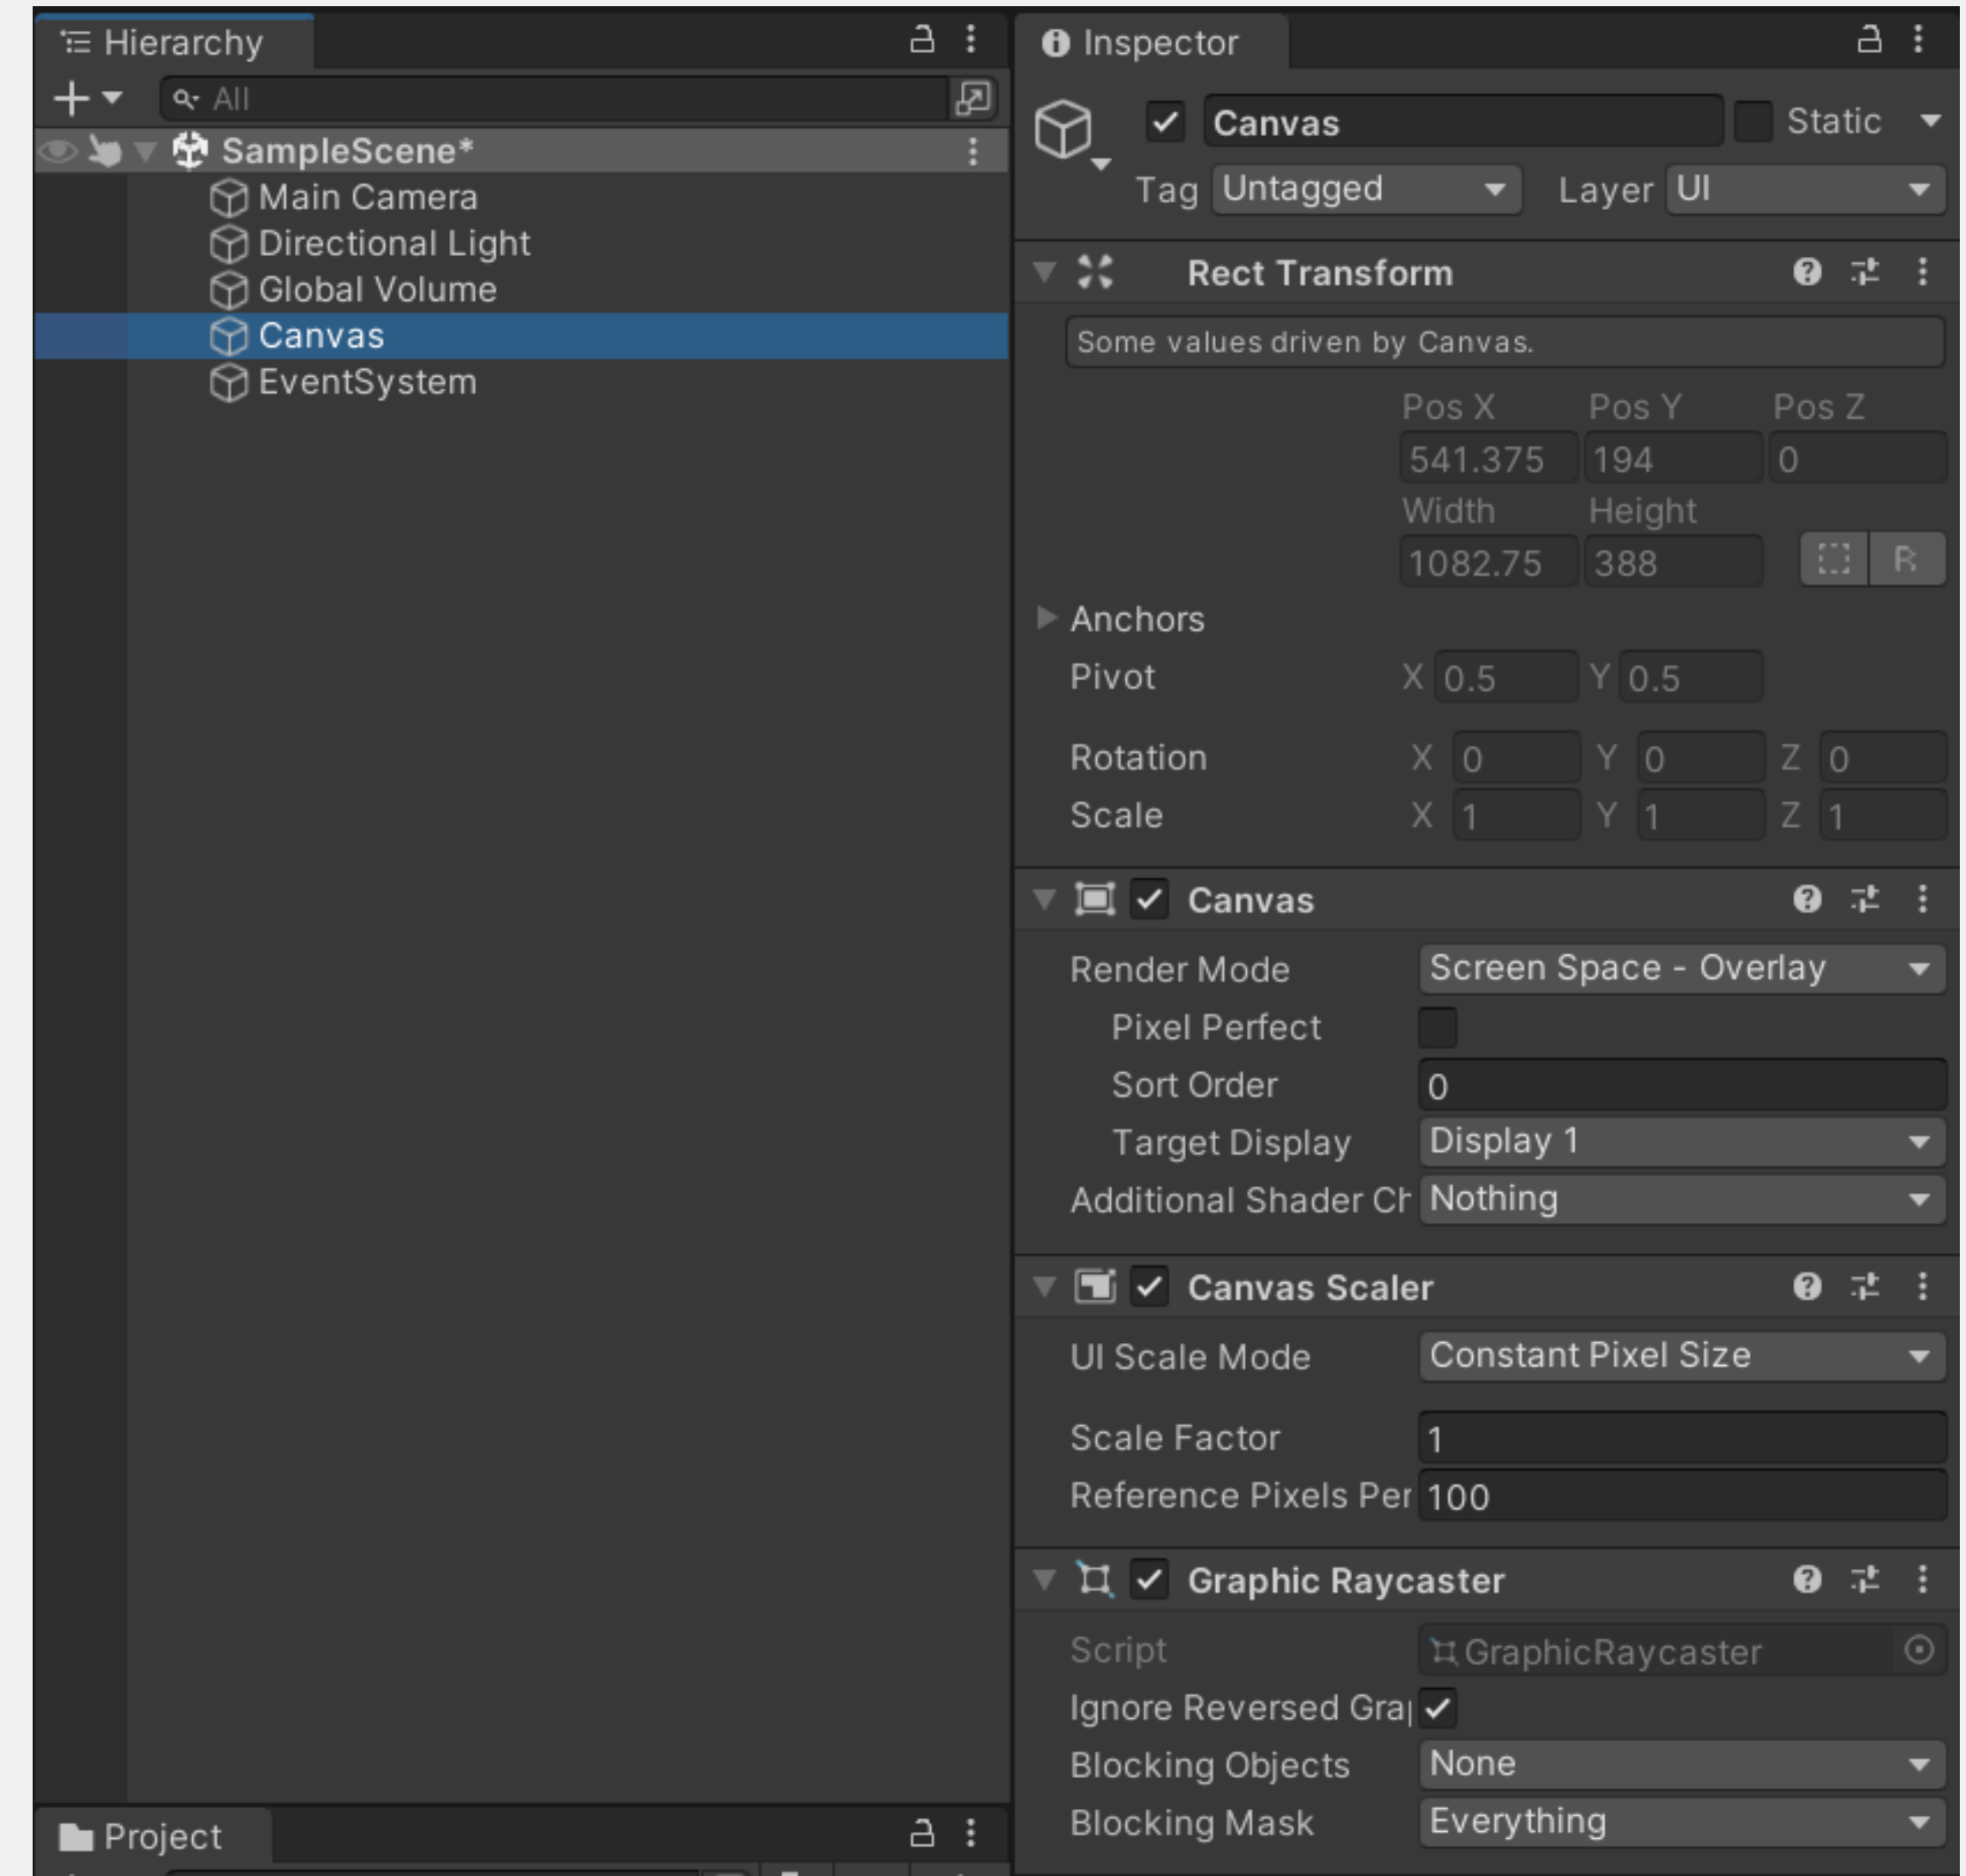 Hierarchy
All
SampleScene*
Main Camera
Directional Light
Global Volume
Canvas
EventSystem
Project
Inspector
Canvas Static
Tag Untagged Layer UI
Rect Transform
Some values driven by Canvas.
Pos X Pos Y Pos Z
541.375 194 0
Width Height
1082.75 388 R
Anchors
Pivot X 0.5 Y 0.5
Rotation X 0 Y 0 Z 0
Scale X 1 Y 1 Z 1
Canvas
Render Mode Screen Space - Overlay
Pixel Perfect
Sort Order 0
Target Display Display 1
Additional Shader Ch Nothing
Canvas Scaler
UI Scale Mode Constant Pixel Size
Scale Factor 1
Reference Pixels Per 100
Graphic Raycaster
Script GraphicRaycaster
Ignore Reversed Gra
Blocking Objects None
Blocking Mask Everything